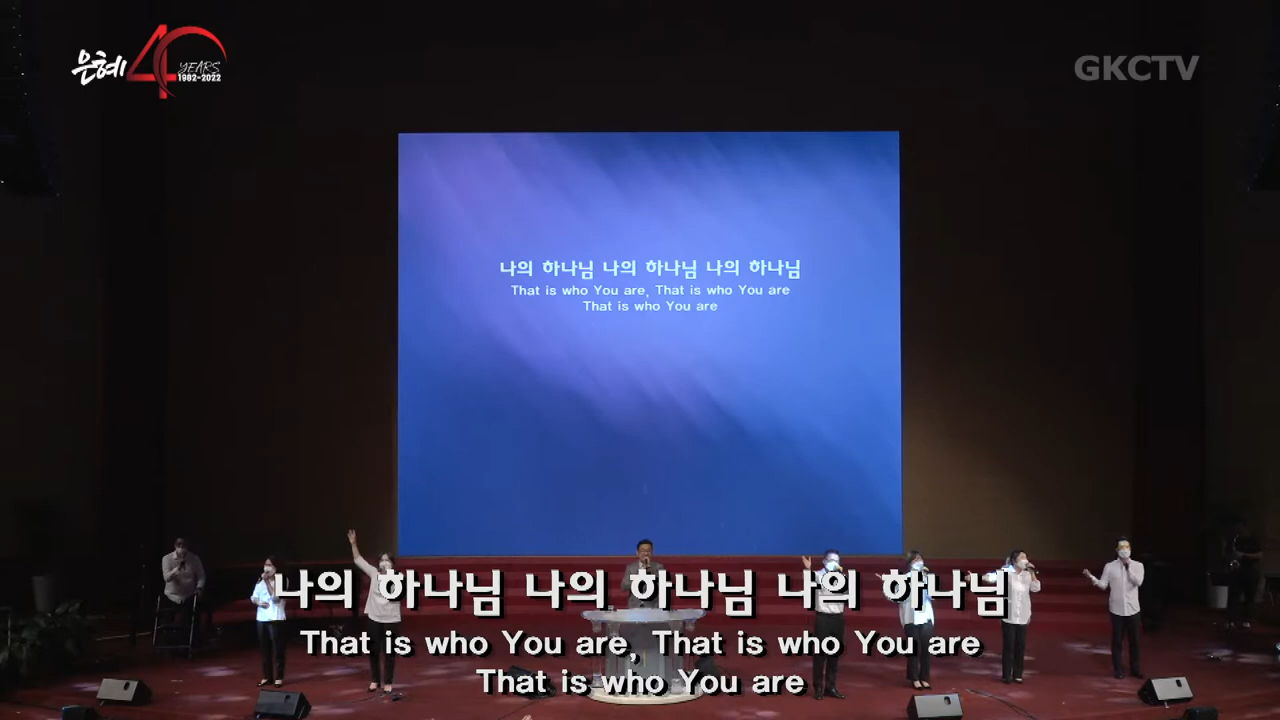 은혜 40 YEARS
1982-2022
GKCTV
나의 하나님 나의 하나님 나의 하나님
That is who You are, That is who You are
That is who You are
나의 하나님 나의 하나님 나의 하나님
That is who You are, That is who You are
That is who You are